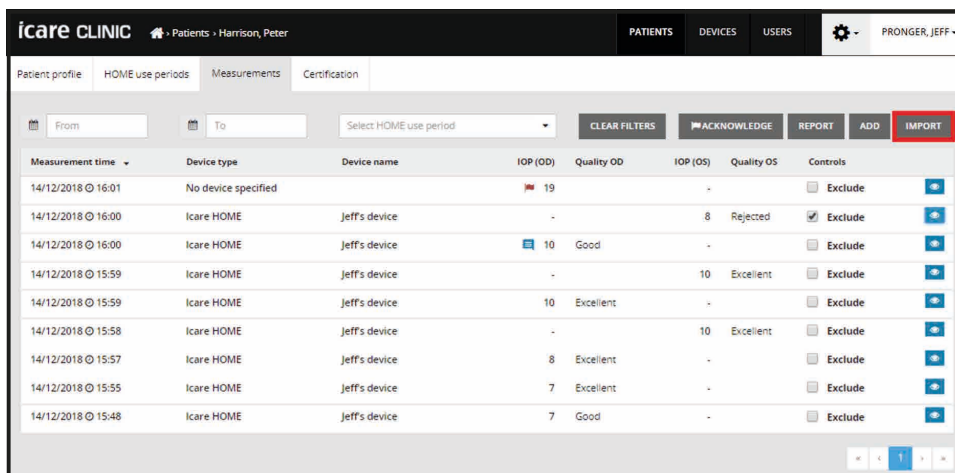 icare CLINIC › Patients › Harrison, Peter PATIENTS DEVICES USERS PRONGER, JEFF
Patient profile HOME use periods Measurements Certification
From To Select HOME use period CLEAR FILTERS ACKNOWLEDGE REPORT ADD IMPORT
Measurement time Device type Device name IOP (OD) Quality OD IOP (OS) Quality OS Controls
14/12/2018 16:01 No device specified 19 - Exclude
14/12/2018 16:00 Icare HOME Jeff's device - 8 Rejected Exclude
14/12/2018 16:00 Icare HOME Jeff's device 10 Good - Exclude
14/12/2018 15:59 Icare HOME Jeff's device - 10 Excellent Exclude
14/12/2018 15:59 Icare HOME Jeff's device 10 Excellent - Exclude
14/12/2018 15:58 Icare HOME Jeff's device - 10 Excellent Exclude
14/12/2018 15:57 Icare HOME Jeff's device 8 Excellent - Exclude
14/12/2018 15:55 Icare HOME Jeff's device 7 Excellent - Exclude
14/12/2018 15:48 Icare HOME Jeff's device 7 Good - Exclude
« ‹ 1 › »